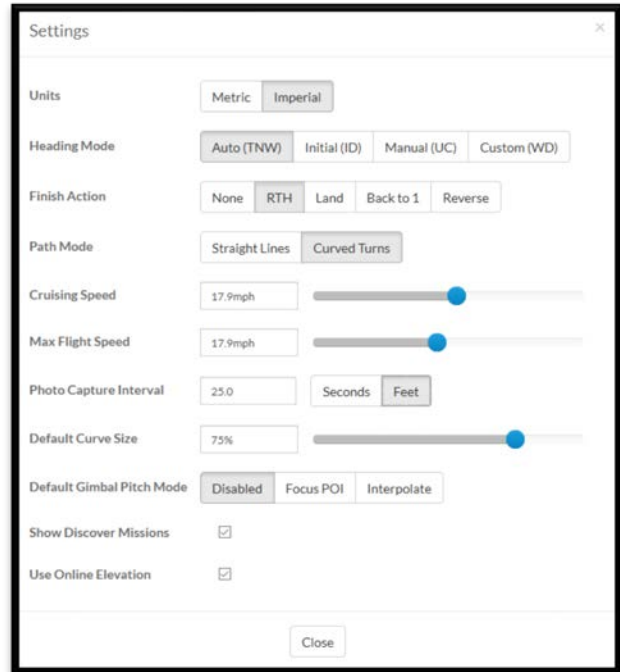 Settings ×
Units Metric Imperial
Heading Mode Auto (TNW) Initial (ID) Manual (UC) Custom (WD)
Finish Action None RTH Land Back to 1 Reverse
Path Mode Straight Lines Curved Turns
Cruising Speed 17.9mph
Max Flight Speed 17.9mph
Photo Capture Interval 25.0 Seconds Feet
Default Curve Size 75%
Default Gimbal Pitch Mode Disabled Focus POI Interpolate
Show Discover Missions
Use Online Elevation
Close